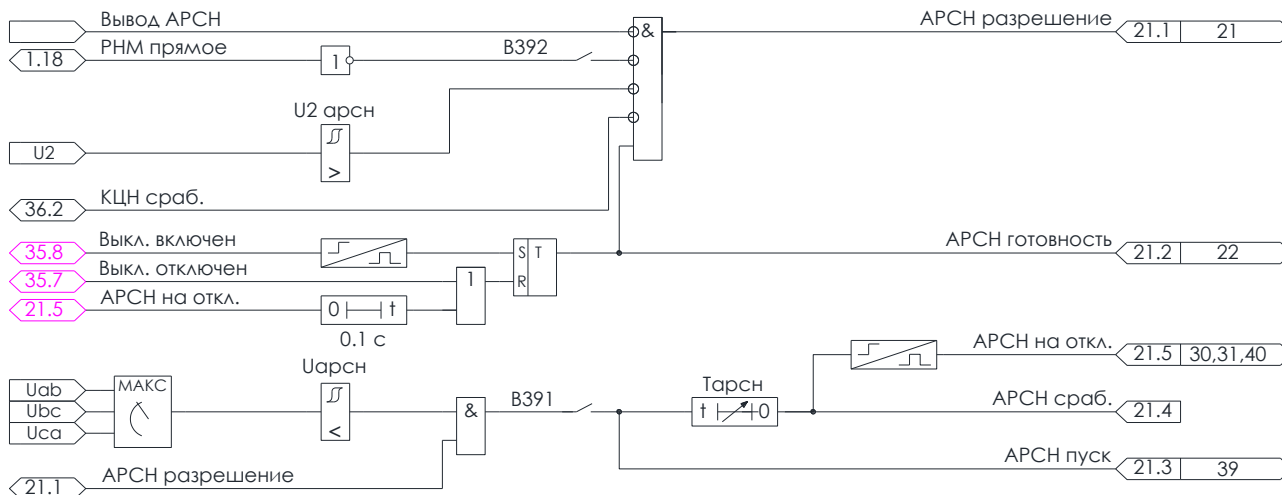 Вывод АРСН
АРСН разрешение
21.1 21
1.18
РНМ прямое
1
В392
&
U2 арсн
U2
>
36.2
КЦН сраб.
35.8
Выкл. включен
S T
R
АРСН готовность
21.2 22
35.7
Выкл. отключен
1
21.5
АРСН на откл.
0 t
0.1 с
АРСН на откл.
21.5 30,31,40
Uab
Ubc
Uca
МАКС
Uарсн
<
&
В391
Тарсн
t 0
АРСН сраб.
21.4
АРСН пуск
21.3 39
21.1
АРСН разрешение